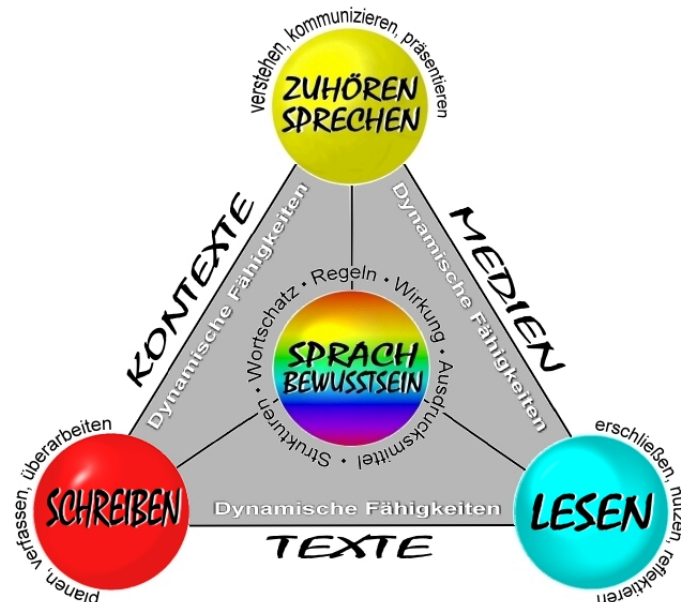 verstehen, kommunizieren, präsentieren
ZUHÖREN
SPRECHEN
KONTEXTE
Dynamische Fähigkeiten
MEDIEN
Dynamische Fähigkeiten
Strukturen · Wortschatz · Regeln · Wirkung · Ausdrucksmittel ·
SPRACH
BEWUSSTSEIN
planen, verfassen, überarbeiten
SCHREIBEN
erschließen, nutzen, reflektieren
LESEN
Dynamische Fähigkeiten
TEXTE